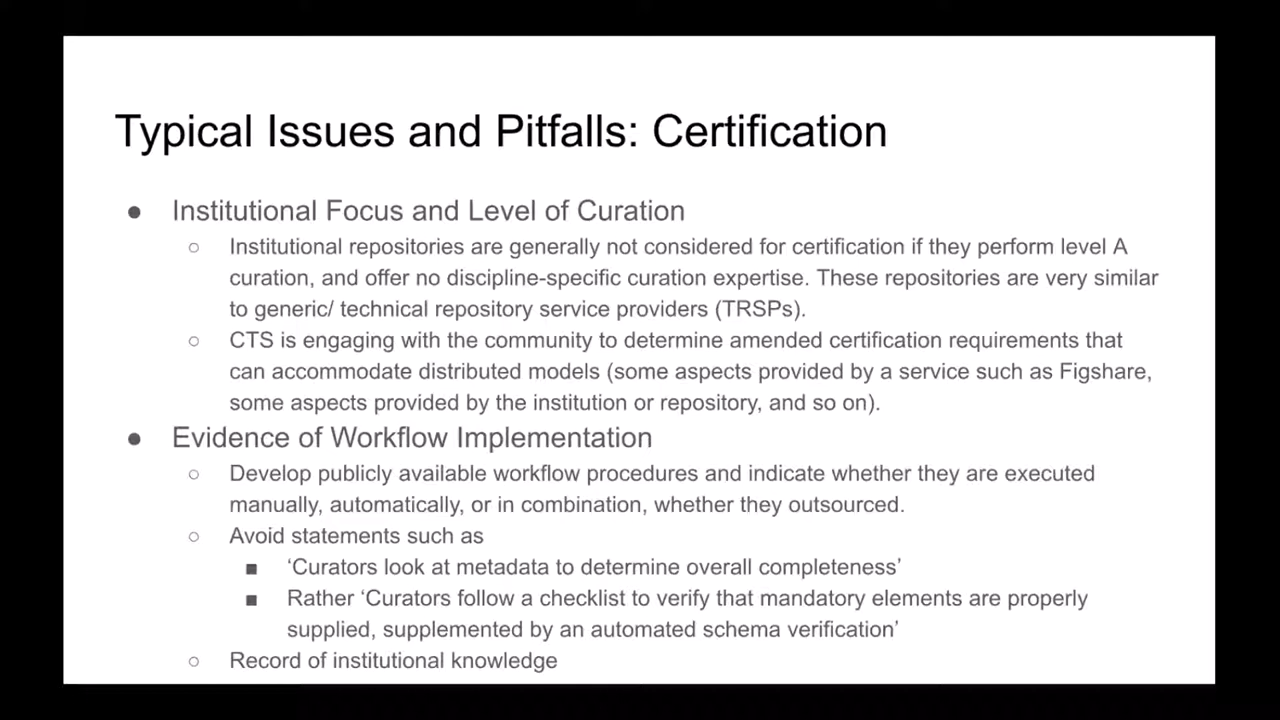 Typical Issues and Pitfalls: Certification
● Institutional Focus and Level of Curation
○ Institutional repositories are generally not considered for certification if they perform level A
curation, and offer no discipline-specific curation expertise. These repositories are very similar
to generic/ technical repository service providers (TRSPs).
○ CTS is engaging with the community to determine amended certification requirements that
can accommodate distributed models (some aspects provided by a service such as Figshare,
some aspects provided by the institution or repository, and so on).
● Evidence of Workflow Implementation
○ Develop publicly available workflow procedures and indicate whether they are executed
manually, automatically, or in combination, whether they outsourced.
○ Avoid statements such as
■ ‘Curators look at metadata to determine overall completeness’
■ Rather ‘Curators follow a checklist to verify that mandatory elements are properly
supplied, supplemented by an automated schema verification’
○ Record of institutional knowledge